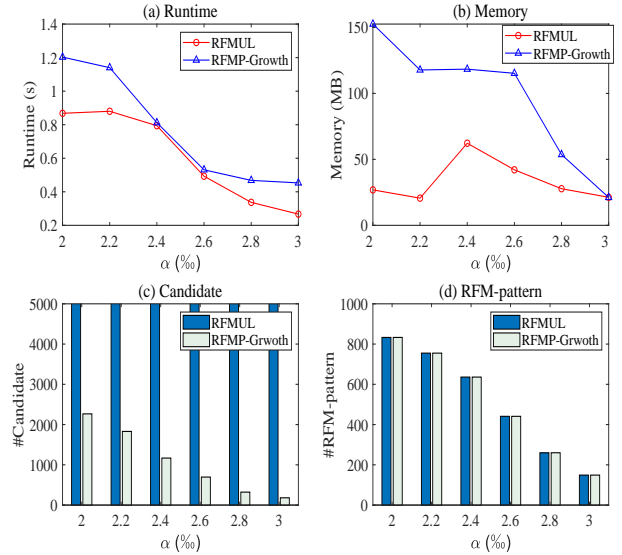 (a) Runtime
1.4
1.2
1
0.8
0.6
0.4
0.2
Runtime (s)
RFMUL
RFMP-Growth
2 2.2 2.4 2.6 2.8 3
α (‰)
(b) Memory
150
100
50
0
Memory (MB)
RFMUL
RFMP-Growth
2 2.2 2.4 2.6 2.8 3
α (‰)
(c) Candidate
5000
4000
3000
2000
1000
0
#Candidate
RFMUL
RFMP-Grwoth
2 2.2 2.4 2.6 2.8 3
α (‰)
(d) RFM-pattern
1000
800
600
400
200
0
#RFM-pattern
RFMUL
RFMP-Grwoth
2 2.2 2.4 2.6 2.8 3
α (‰)